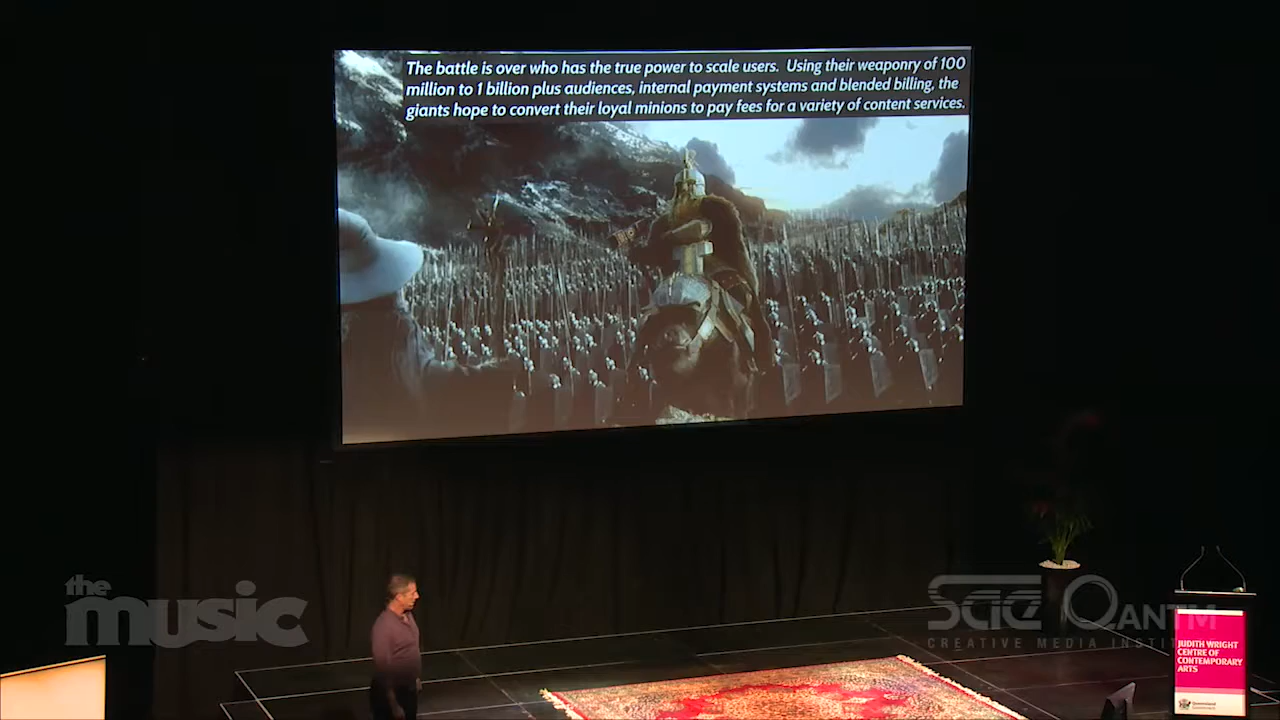 The battle is over who has the true power to scale users. Using their weaponry of 100
million to 1 billion plus audiences, internal payment systems and blended billing, the
giants hope to convert their loyal minions to pay fees for a variety of content services.
the
music
SAE QANTM
CREATIVE MEDIA INSTIT
JUDITH WRIGHT
CENTRE OF
CONTEMPORARY
ARTS
Queensland
Government